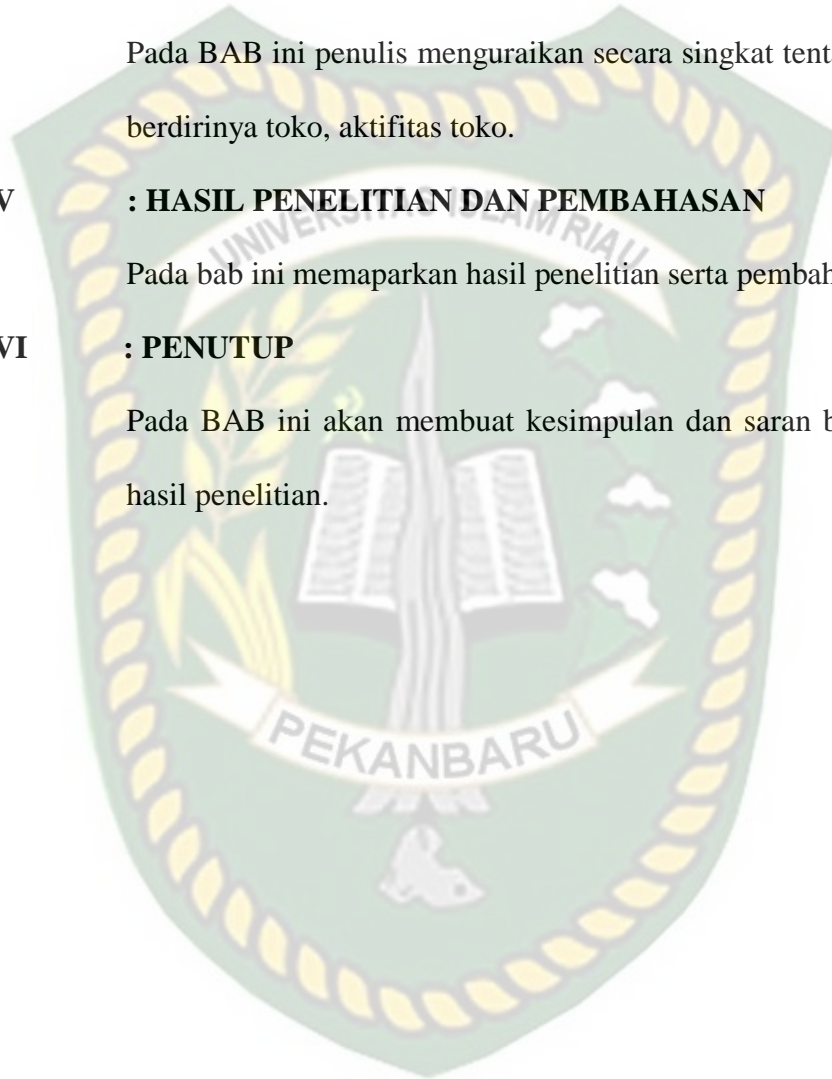 Pada BAB ini penulis menguraikan secara singkat
berdirinya toko, aktifitas toko.
V : HASIL PENELITIAN DAN PEMBAHASAN
UNIVERSITAS ISLAM RIAU
Pada bab ini memaparkan hasil penelitian serta
VI : PENUTUP
Pada BAB ini akan membuat kesimpulan dan saran
hasil penelitian.
PEKANBARU